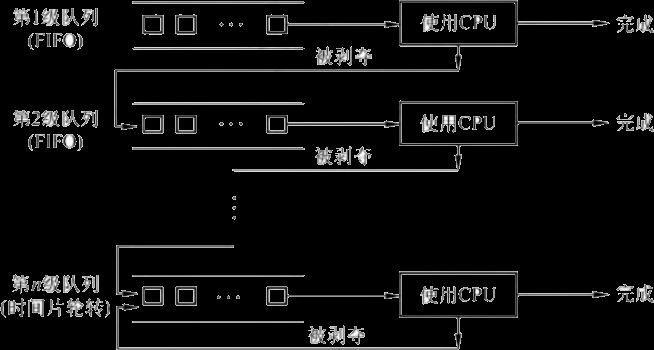 第1级队列
(FIFO)
使用CPU
完成
被剥夺
第2级队列
(FIFO)
使用CPU
完成
被剥夺
第n级队列
(时间片轮转)
使用CPU
完成
被剥夺